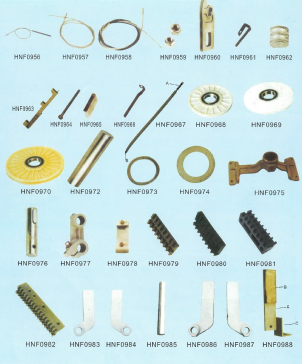 HNF0956 HNF0957 HNF0958 HNF0959 HNF0960 HNF0961 HNF0962
HNF0963 HNF0964 HNF0965 HNF0966 HNF0967 HNF0968 HNF0969
HNF0970 HNF0972 HNF0973 HNF0974 HNF0975
HNF0976 HNF0977 HNF0978 HNF0979 HNF0980 HNF0981
HNF0982 HNF0983 HNF0984 HNF0985 HNF0986 HNF0987 HNF0988